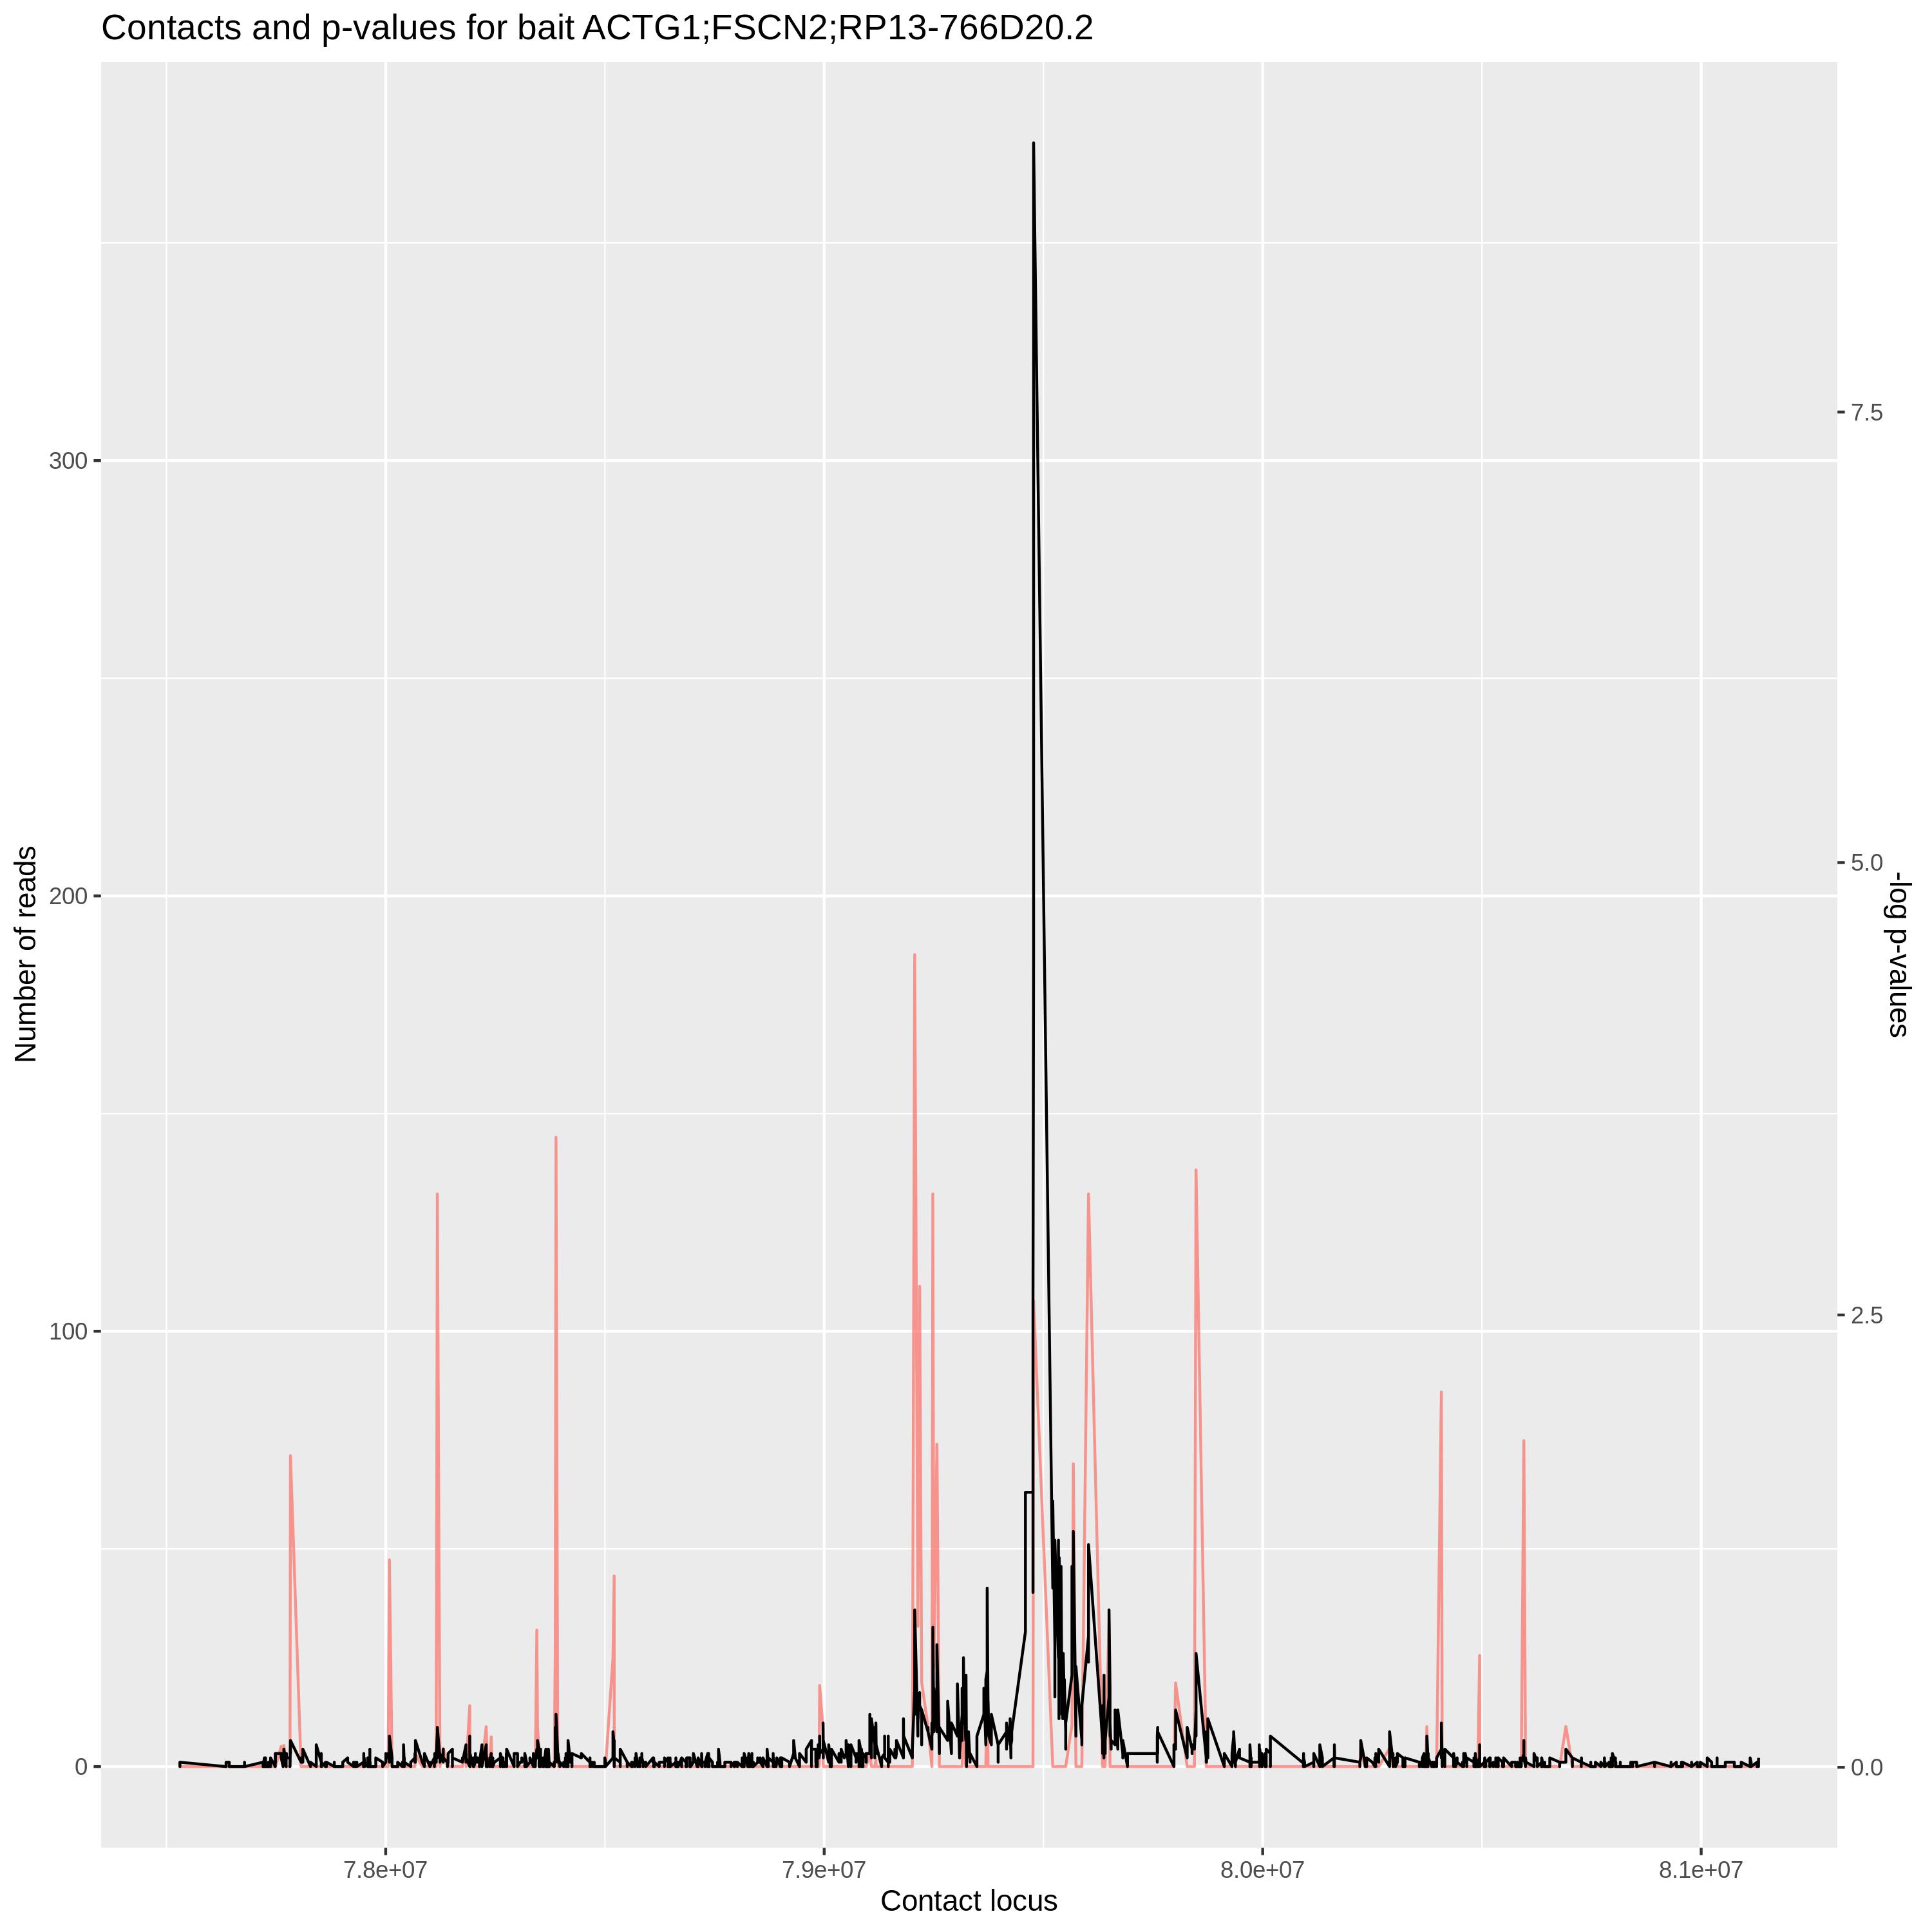 Contacts and p-values for bait ACTG1;FSCN2;RP13-766D20.2
300
200
100
0
Number of reads
7.5
5.0
2.5
0.0
-log p-values
7.8e+07
7.9e+07
8.0e+07
8.1e+07
Contact locus